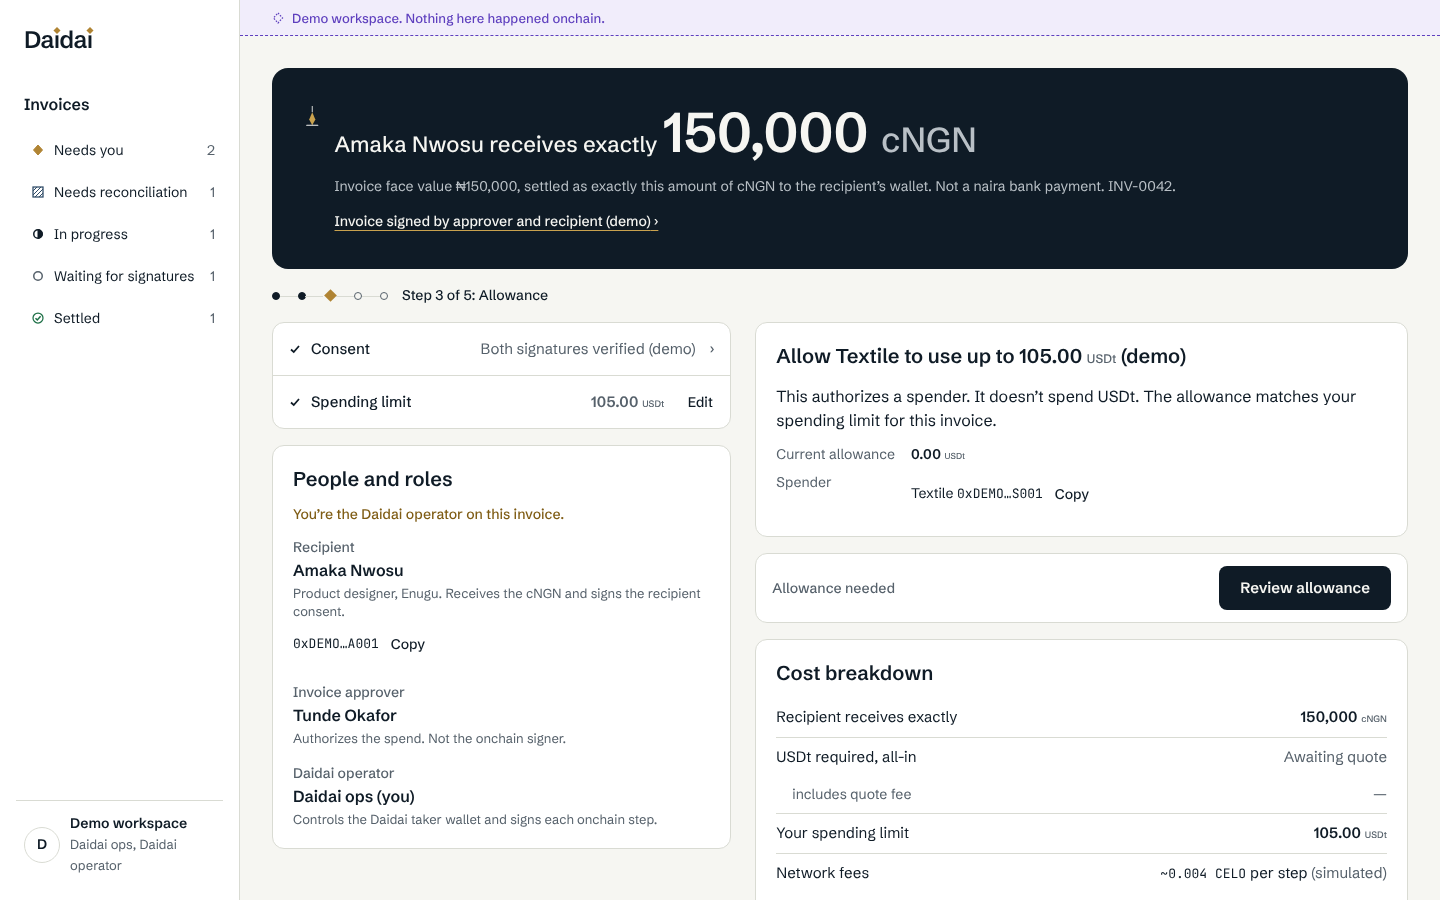 Daidai
Invoices
Needs you 2
Needs reconciliation 1
In progress 1
Waiting for signatures 1
Settled 1
D
Demo workspace
Daidai ops, Daidai
operator
Demo workspace. Nothing here happened onchain.
Amaka Nwosu receives exactly 150,000 cNGN
Invoice face value ₦150,000, settled as exactly this amount of cNGN to the recipient’s wallet. Not a naira bank payment. INV-0042.
Invoice signed by approver and recipient (demo) ›
Step 3 of 5: Allowance
Consent Both signatures verified (demo) ›
Spending limit 105.00 USDt Edit
People and roles
You’re the Daidai operator on this invoice.
Recipient
Amaka Nwosu
Product designer, Enugu. Receives the cNGN and signs the recipient
consent.
0xDEMO…A001 Copy
Invoice approver
Tunde Okafor
Authorizes the spend. Not the onchain signer.
Daidai operator
Daidai ops (you)
Controls the Daidai taker wallet and signs each onchain step.
Allow Textile to use up to 105.00 USDt (demo)
This authorizes a spender. It doesn’t spend USDt. The allowance matches your
spending limit for this invoice.
Current allowance 0.00 USDt
Spender
Textile 0xDEMO…S001 Copy
Allowance needed Review allowance
Cost breakdown
Recipient receives exactly 150,000 cNGN
USDt required, all-in Awaiting quote
includes quote fee —
Your spending limit 105.00 USDt
Network fees ~0.004 CELO per step (simulated)